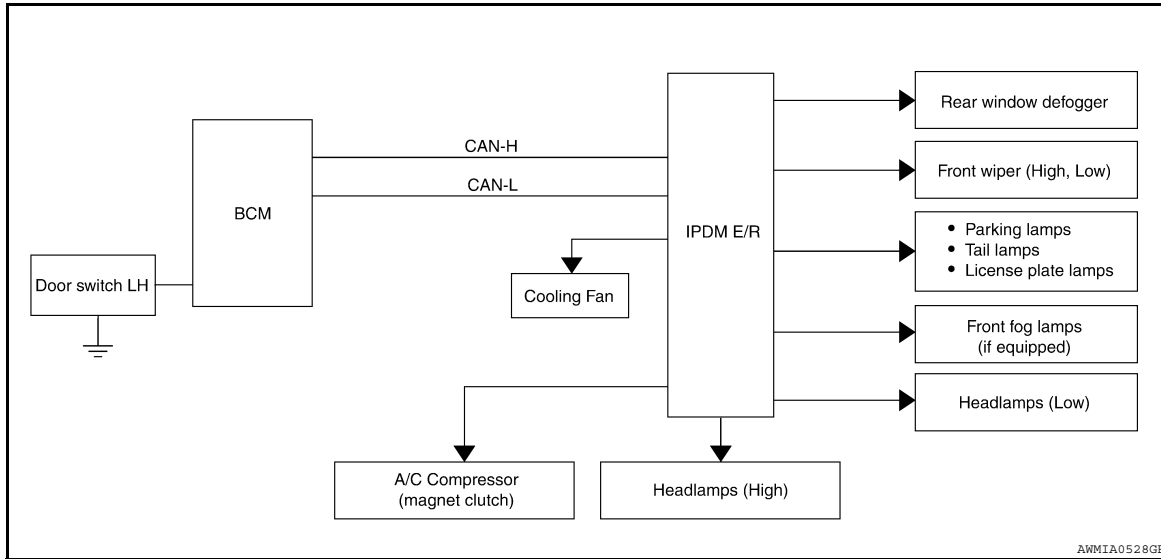 Rear window defogger
CAN-H
Front wiper (High, Low)
CAN-L
BCM
IPDM E/R
• Parking lamps
• Tail lamps
• License plate lamps
Door switch LH
Cooling Fan
Front fog lamps
(if equipped)
Headlamps (Low)
A/C Compressor
(magnet clutch)
Headlamps (High)
AWMIA0528GB